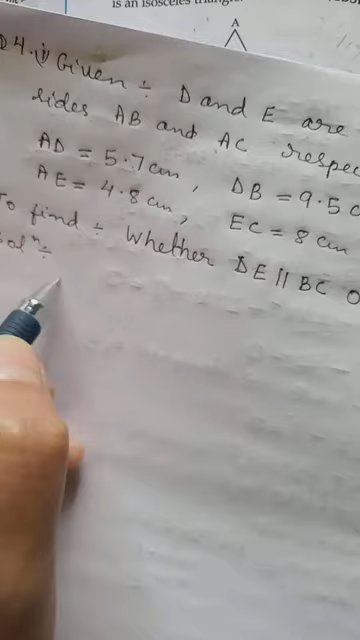 is an isosceles triangle.
A
Q4. (i) Given ÷ D and E are
sides AB and AC respec
AD = 5.7 cm, DB = 9.5 c
AE = 4.8 cm, EC = 8 cm
To find ÷ Whether DE || BC o
Solⁿ ÷